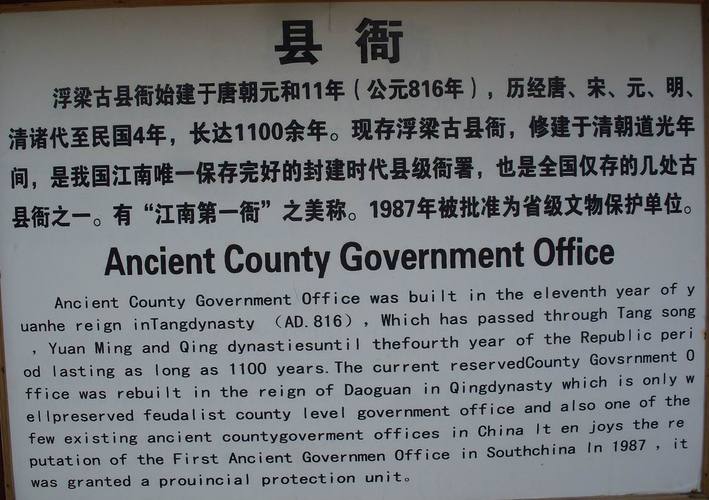 县衙
浮梁古县衙始建于唐朝元和11年（公元816年），历经唐、宋、元、明、
清诸代至民国4年，长达1100余年。现存浮梁古县衙，修建于清朝道光年
间，是我国江南唯一保存完好的封建时代县级衙署，也是全国仅存的几处古
县衙之一。有“江南第一衙”之美称。1987年被批准为省级文物保护单位。
Ancient County Government Office
Ancient County Government Office was built in the eleventh year of y
uanhe reign inTangdynasty （AD.816）, Which has passed through Tang song
, Yuan Ming and Qing dynastiesuntil thefourth year of the Republic peri
od lasting as long as 1100 years.The current reservedCounty Govsrnment O
ffice was rebuilt in the reign of Daoguan in Qingdynasty which is only w
ellpreserved feudalist county level government office and also one of the
few existing ancient countygoverment offices in China lt en joys the re
putation of the First Ancient Governmen Office in Southchina ln 1987 , it
was granted a prouincial protection unit.